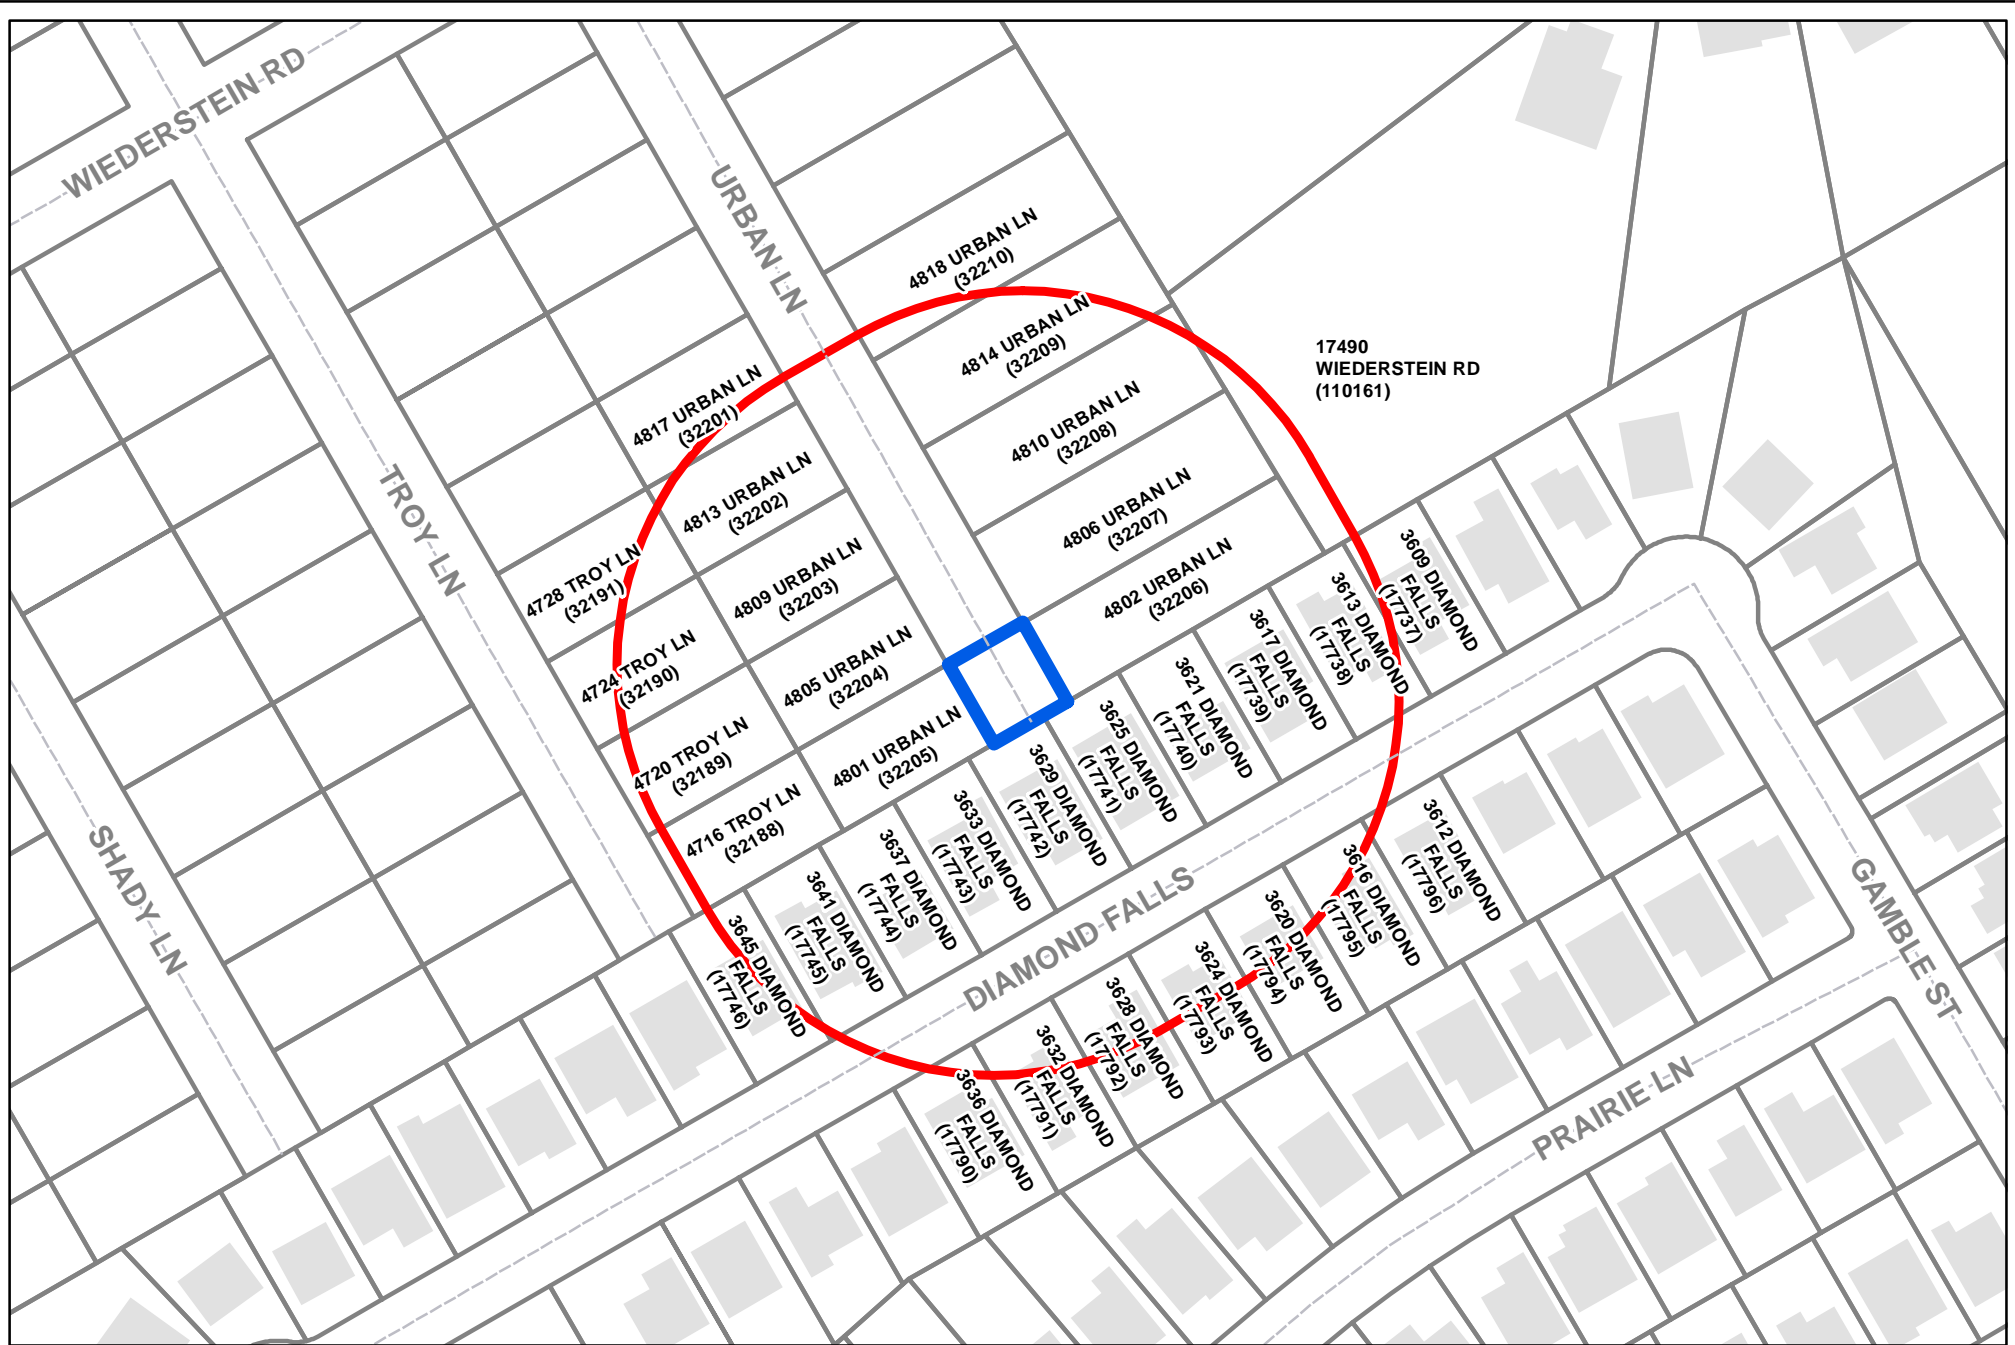 WIEDERSTEIN RD
URBAN LN
TROY LN
SHADY LN
DIAMOND FALLS
PRAIRIE LN
GAMBLE ST
4818 URBAN LN
(32210)
4814 URBAN LN
(32209)
4810 URBAN LN
(32208)
4806 URBAN LN
(32207)
4802 URBAN LN
(32206)
17490
WIEDERSTEIN RD
(110161)
4817 URBAN LN
(32201)
4813 URBAN LN
(32202)
4809 URBAN LN
(32203)
4805 URBAN LN
(32204)
4801 URBAN LN
(32205)
4728 TROY LN
(32191)
4724 TROY LN
(32190)
4720 TROY LN
(32189)
4716 TROY LN
(32188)
3609 DIAMOND
FALLS
(17737)
3613 DIAMOND
FALLS
(17738)
3617 DIAMOND
FALLS
(17739)
3621 DIAMOND
FALLS
(17740)
3625 DIAMOND
FALLS
(17741)
3629 DIAMOND
FALLS
(17742)
3633 DIAMOND
FALLS
(17743)
3637 DIAMOND
FALLS
(17744)
3641 DIAMOND
FALLS
(17745)
3645 DIAMOND
FALLS
(17746)
3612 DIAMOND
FALLS
(17796)
3616 DIAMOND
FALLS
(17795)
3620 DIAMOND
FALLS
(17794)
3624 DIAMOND
FALLS
(17793)
3628 DIAMOND
FALLS
(17792)
3632 DIAMOND
FALLS
(17791)
3636 DIAMOND
FALLS
(17790)